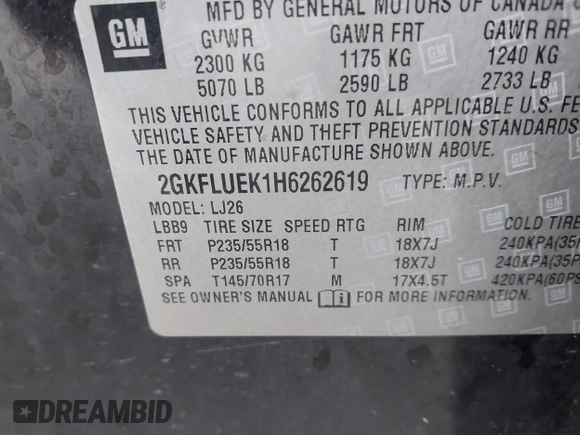 GM
MFD BY GENERAL MOTORS OF CANADA
GVWR GAWR FRT GAWR RR
2300 KG 1175 KG 1240 KG
5070 LB 2590 LB 2733 LB
THIS VEHICLE CONFORMS TO ALL APPLICABLE U.S. FE
VEHICLE SAFETY AND THEFT PREVENTION STANDARDS
THE DATE OF MANUFACTURE SHOWN ABOVE.
2GKFLUEK1H6262619 TYPE: M.P.V.
MODEL: LJ26
LBB9 TIRE SIZE SPEED RTG RIM COLD TIRE
FRT P235/55R18 T 18X7J 240KPA(35P
RR P235/55R18 T 18X7J 240KPA(35P
SPA T145/70R17 M 17X4.5T 420KPA(60PS
SEE OWNER'S MANUAL i FOR MORE INFORMATION.
DREAMBID